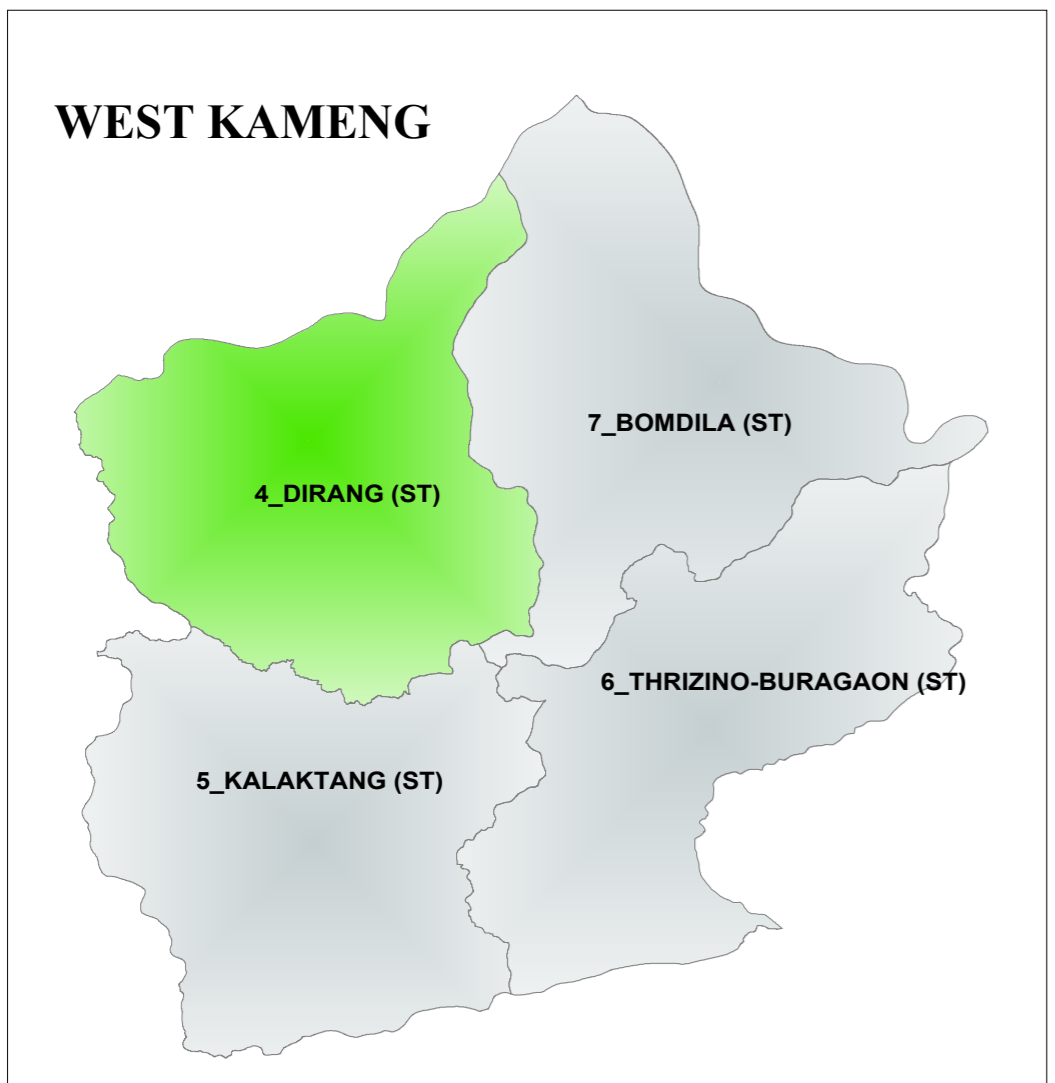 WEST KAMENG
7_BOMDILA (ST)
4_DIRANG (ST)
6_THRIZINO-BURAGAON (ST)
5_KALAKTANG (ST)